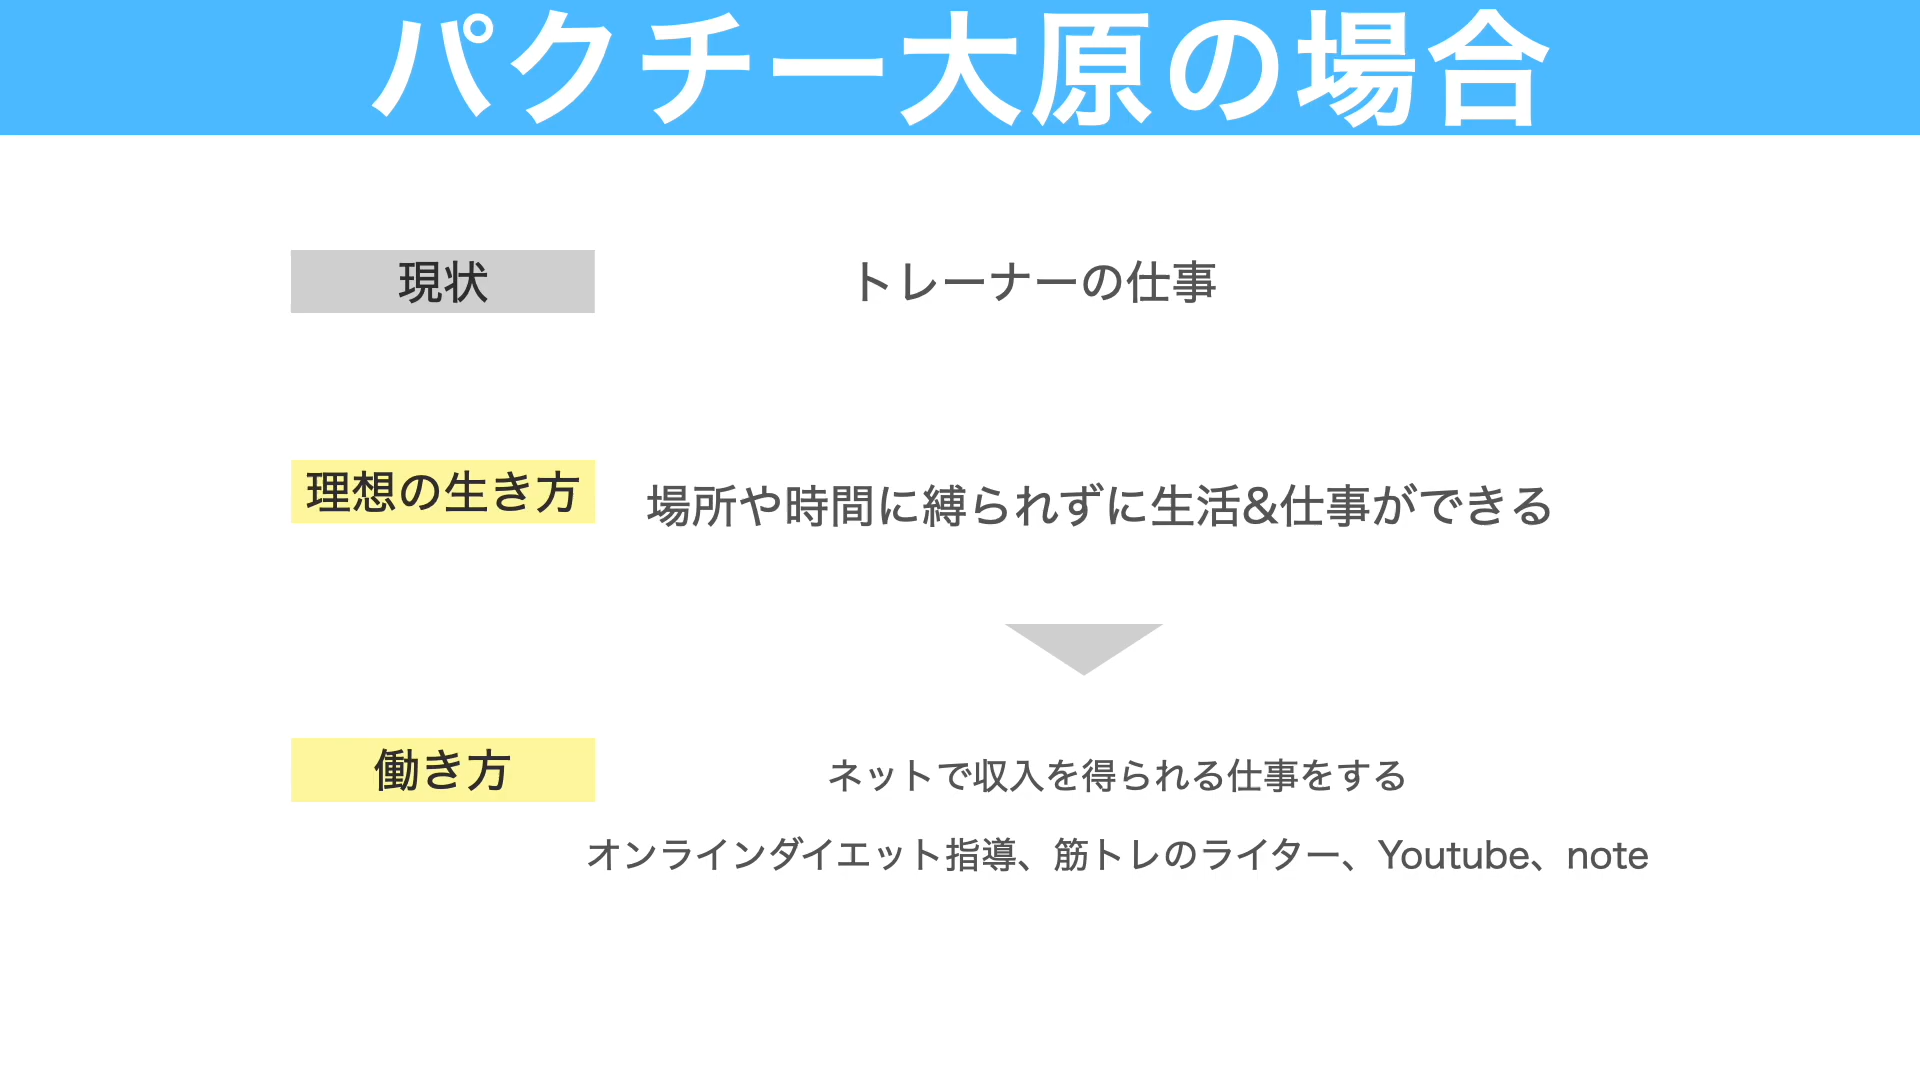 パクチー大原の場合
現状
トレーナーの仕事
理想の生き方
場所や時間に縛られずに生活&仕事ができる
働き方
ネットで収入を得られる仕事をする
オンラインダイエット指導、筋トレのライター、Youtube、note